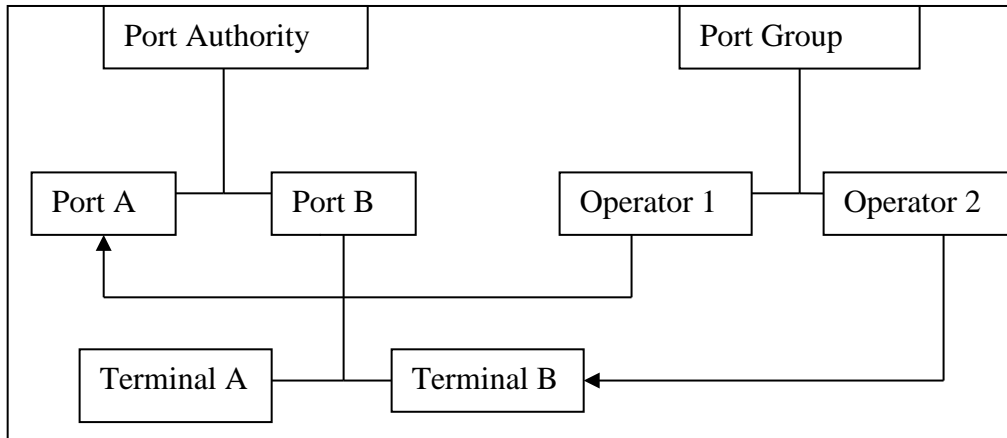 Port Authority
Port Group
Port A
Port B
Operator 1
Operator 2
Terminal A
Terminal B